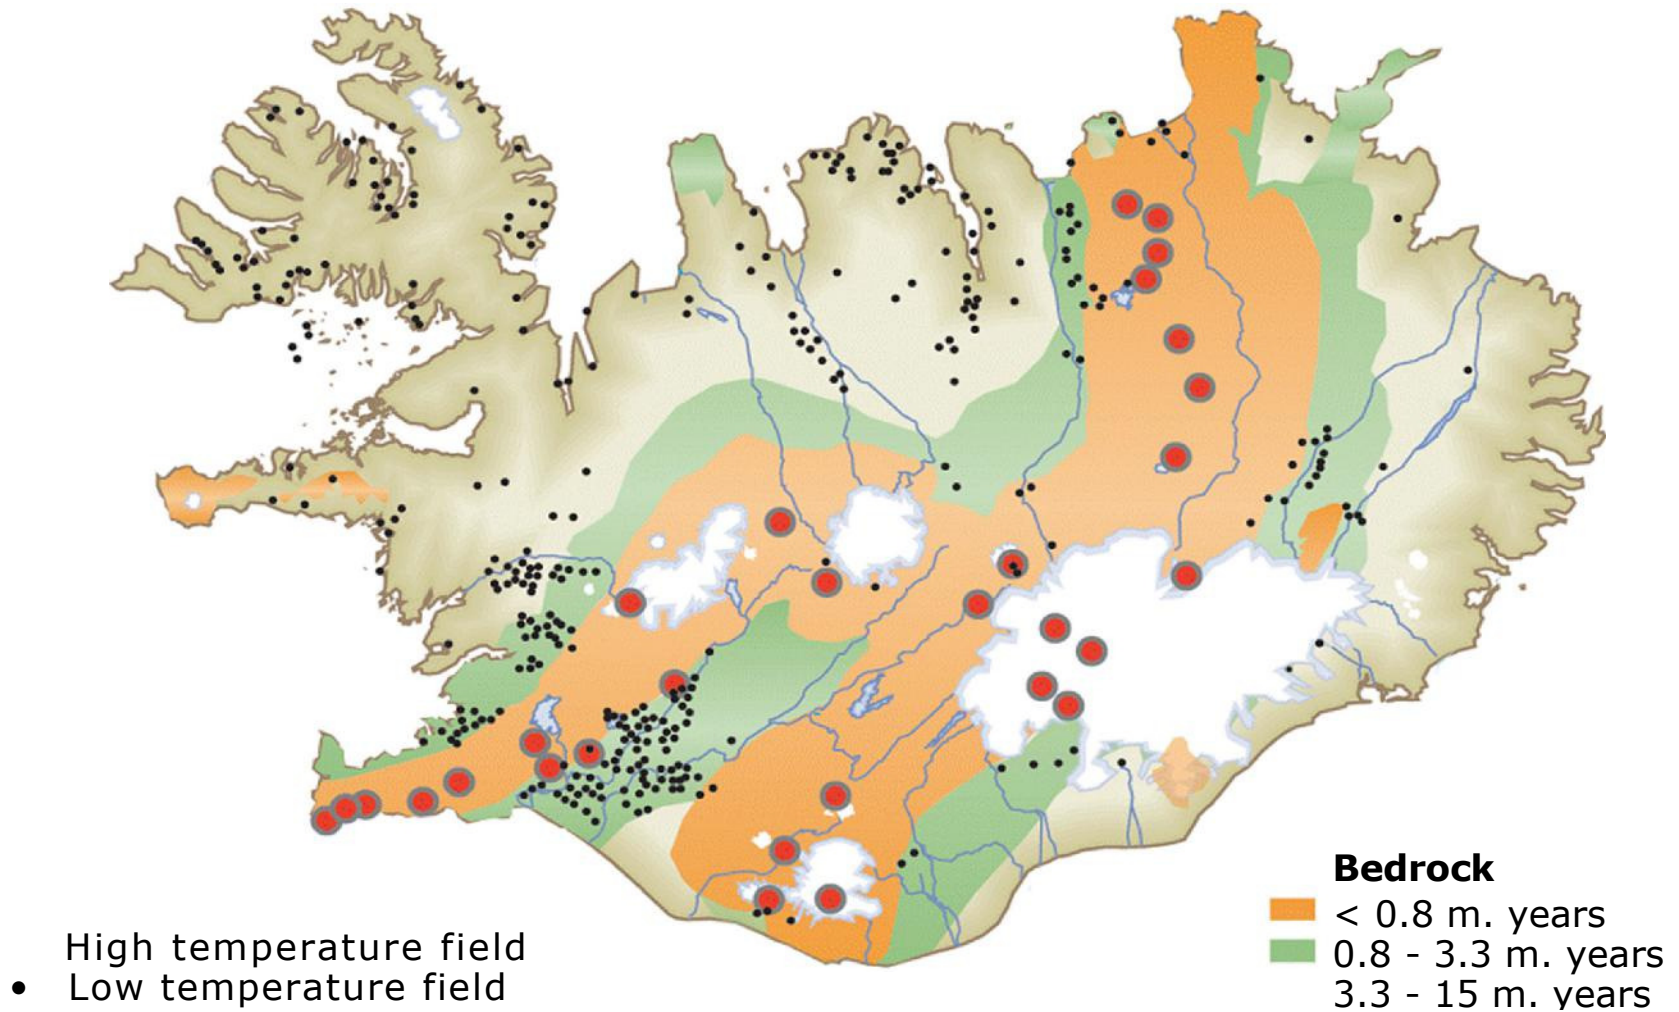 High temperature field
• Low temperature field
Bedrock
< 0.8 m. years
0.8 - 3.3 m. years
3.3 - 15 m. years